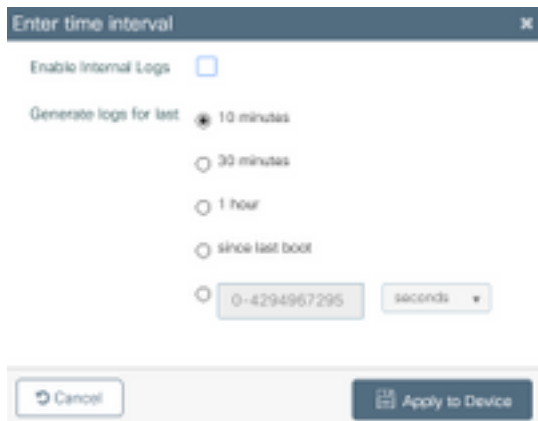 Enter time interval
Enable Internal Logs
Generate logs for last
10 minutes
30 minutes
1 hour
since last boot
0-4294967295 seconds
Cancel
Apply to Device